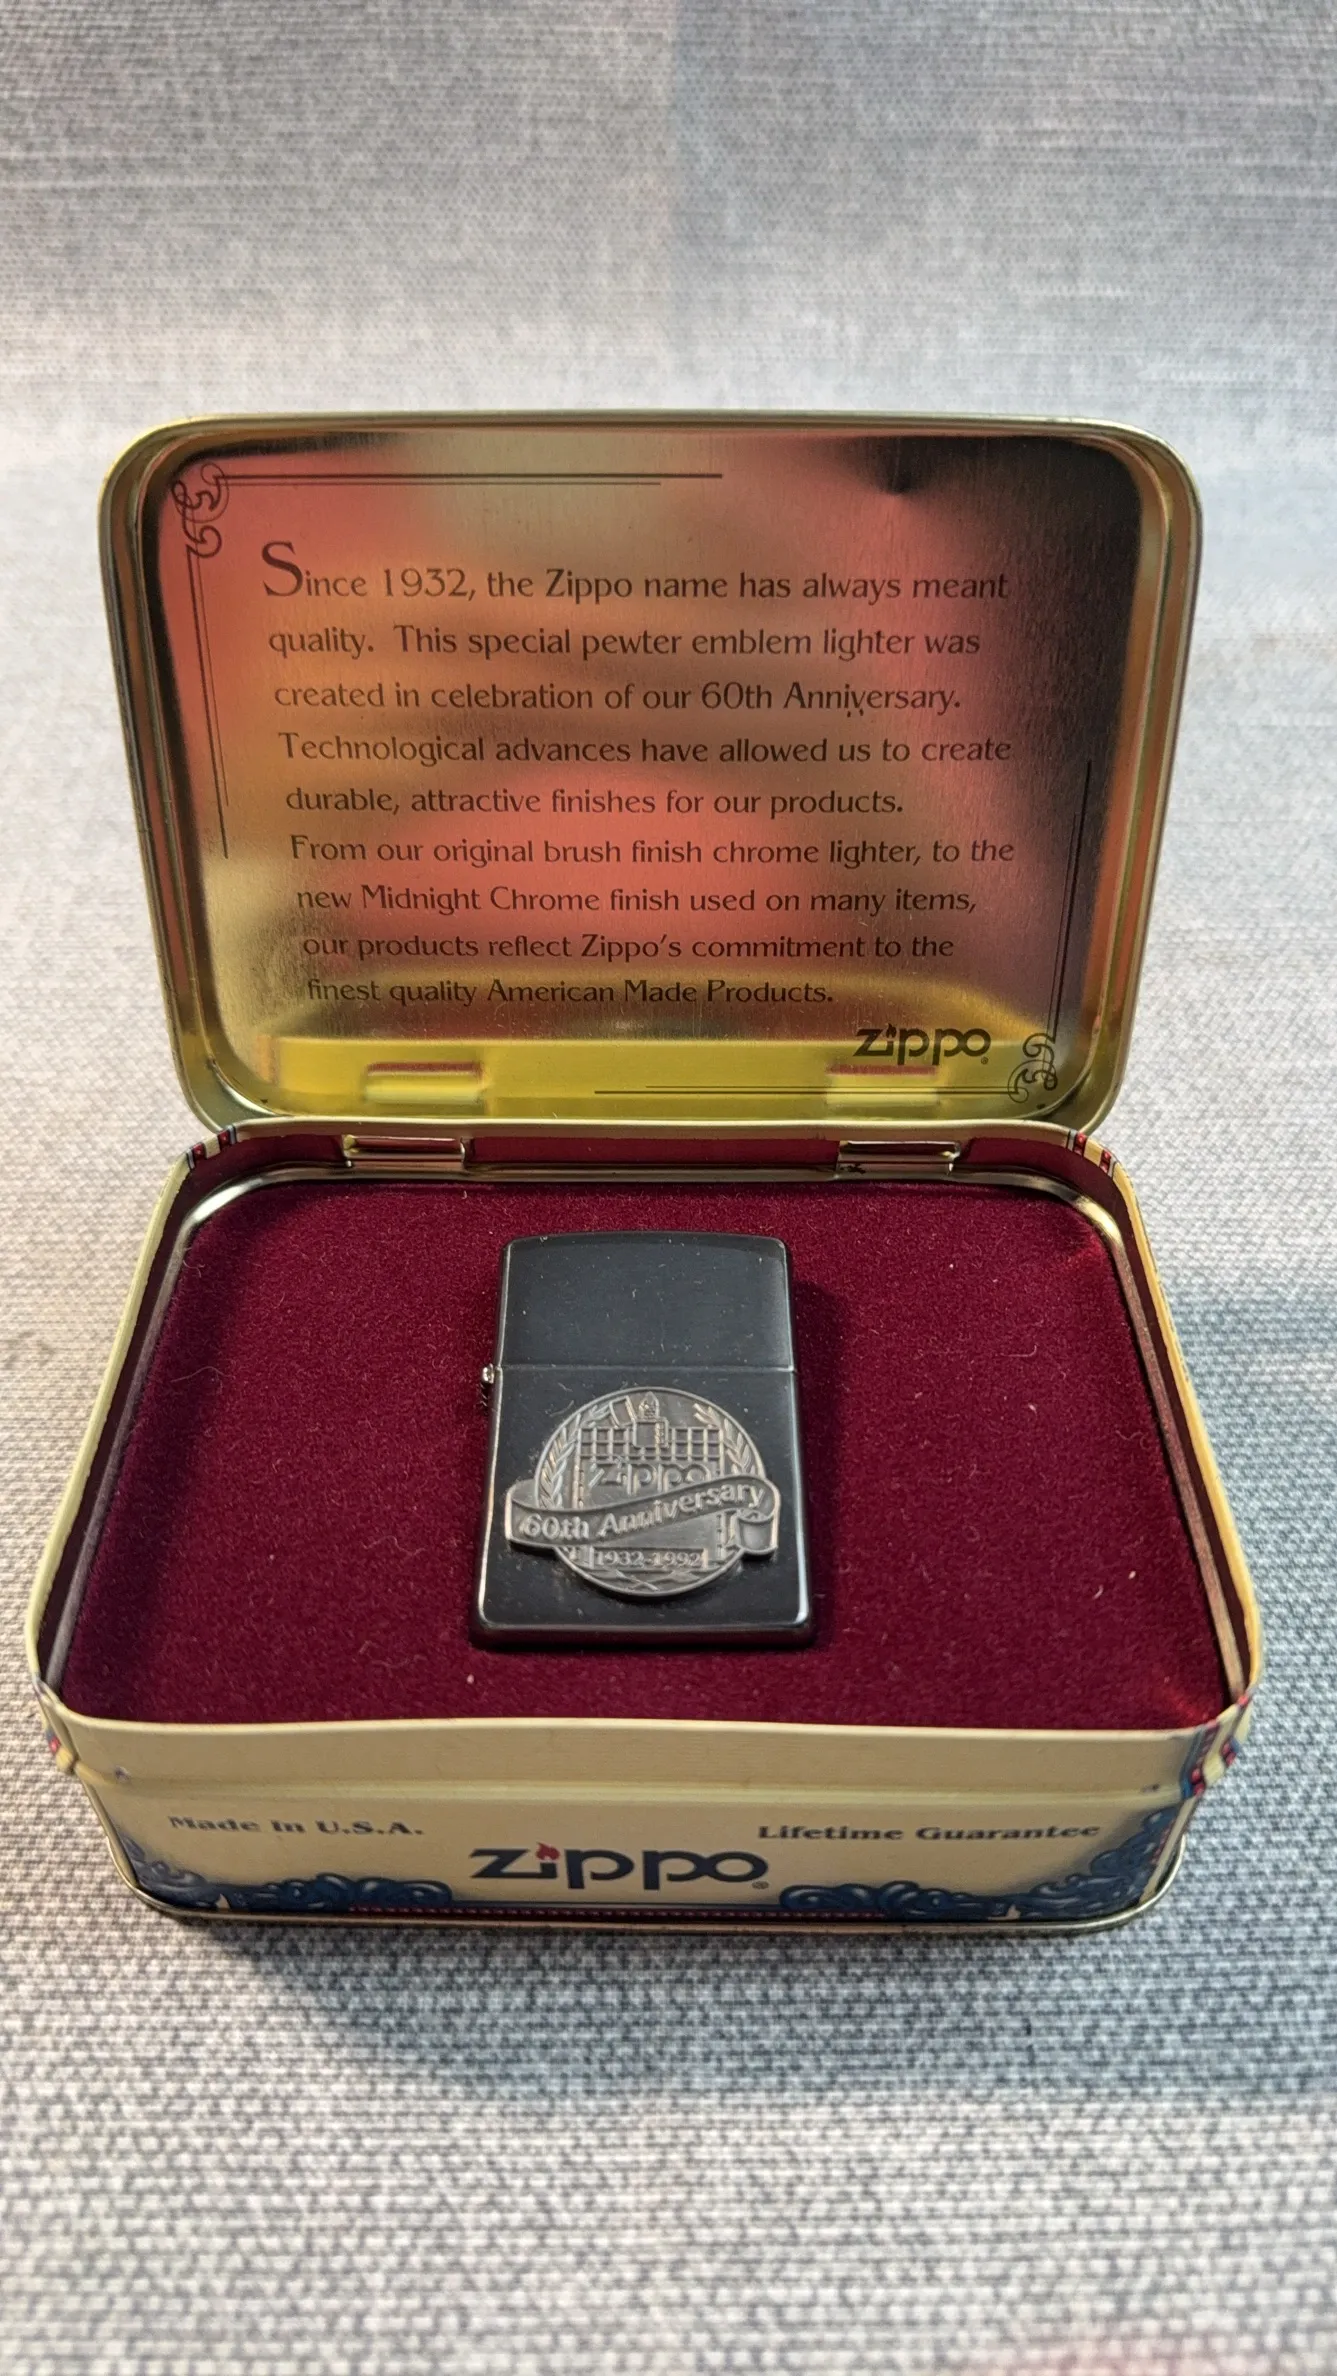 Since 1932, the Zippo name has always meant
quality. This special pewter emblem lighter was
created in celebration of our 60th Anniversary.
Technological advances have allowed us to create
durable, attractive finishes for our products.
From our original brush finish chrome lighter, to the
new Midnight Chrome finish used on many items,
our products reflect Zippo's commitment to the
finest quality American Made Products.
Zippo®
Zippo
60th Anniversary
1932-1992
Made in U.S.A.
Lifetime Guarantee
Zippo®